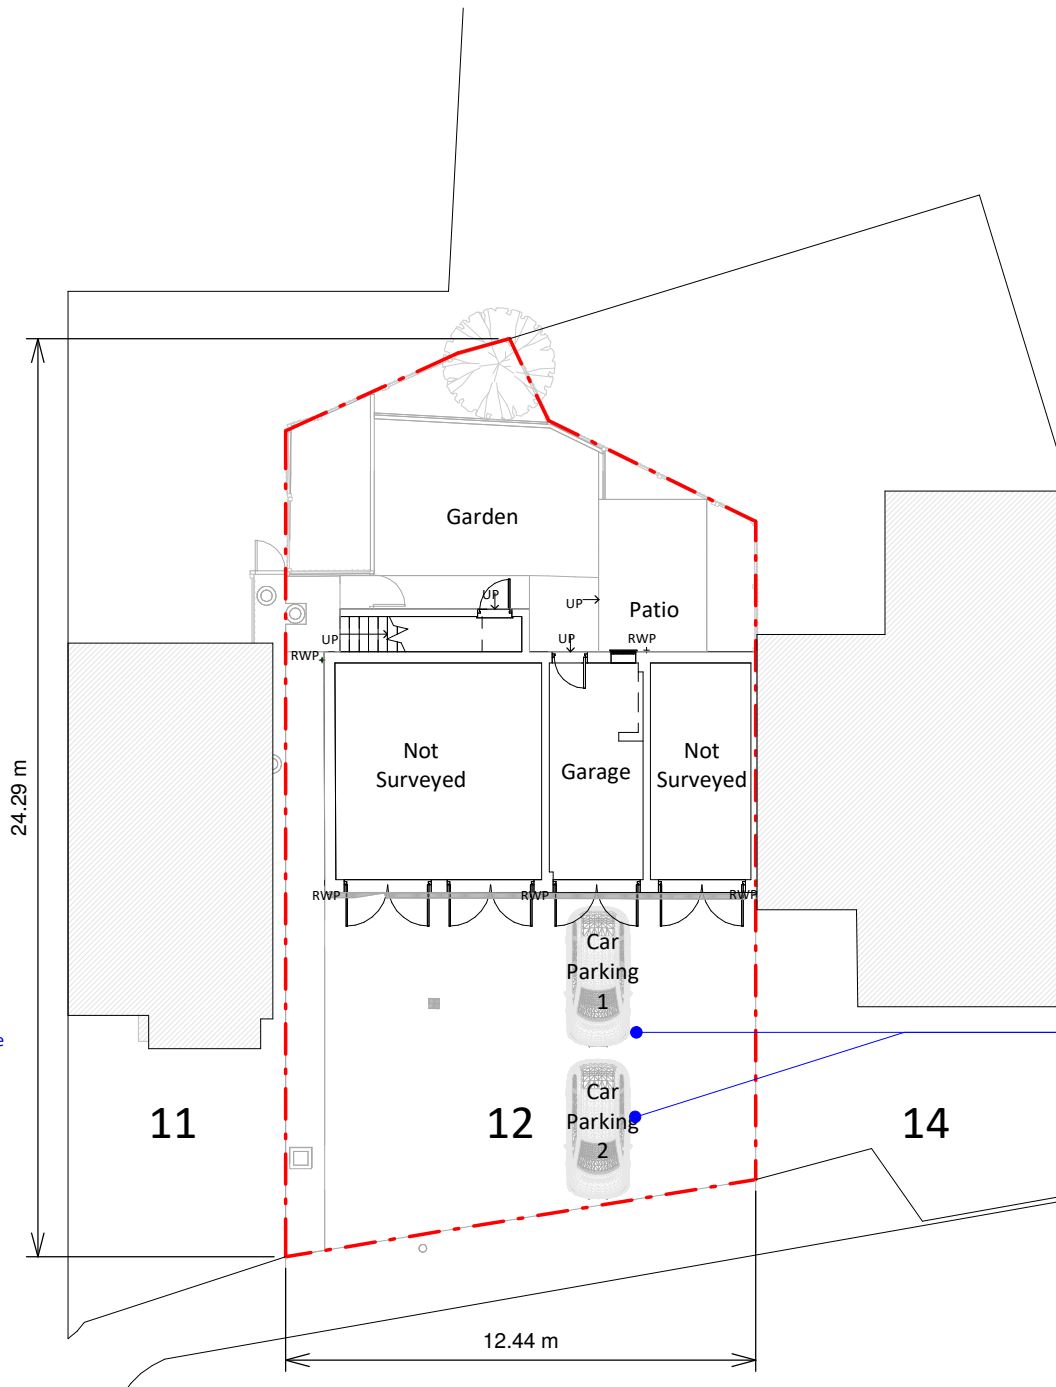 Garden
UP
UP
Patio
UP
UP
RWP
RWP
24.29 m
Not
Surveyed
Garage
Not
Surveyed
RWP
RWP
RWP
Car
Parking
1
Car
Parking
2
11
12
14
12.44 m